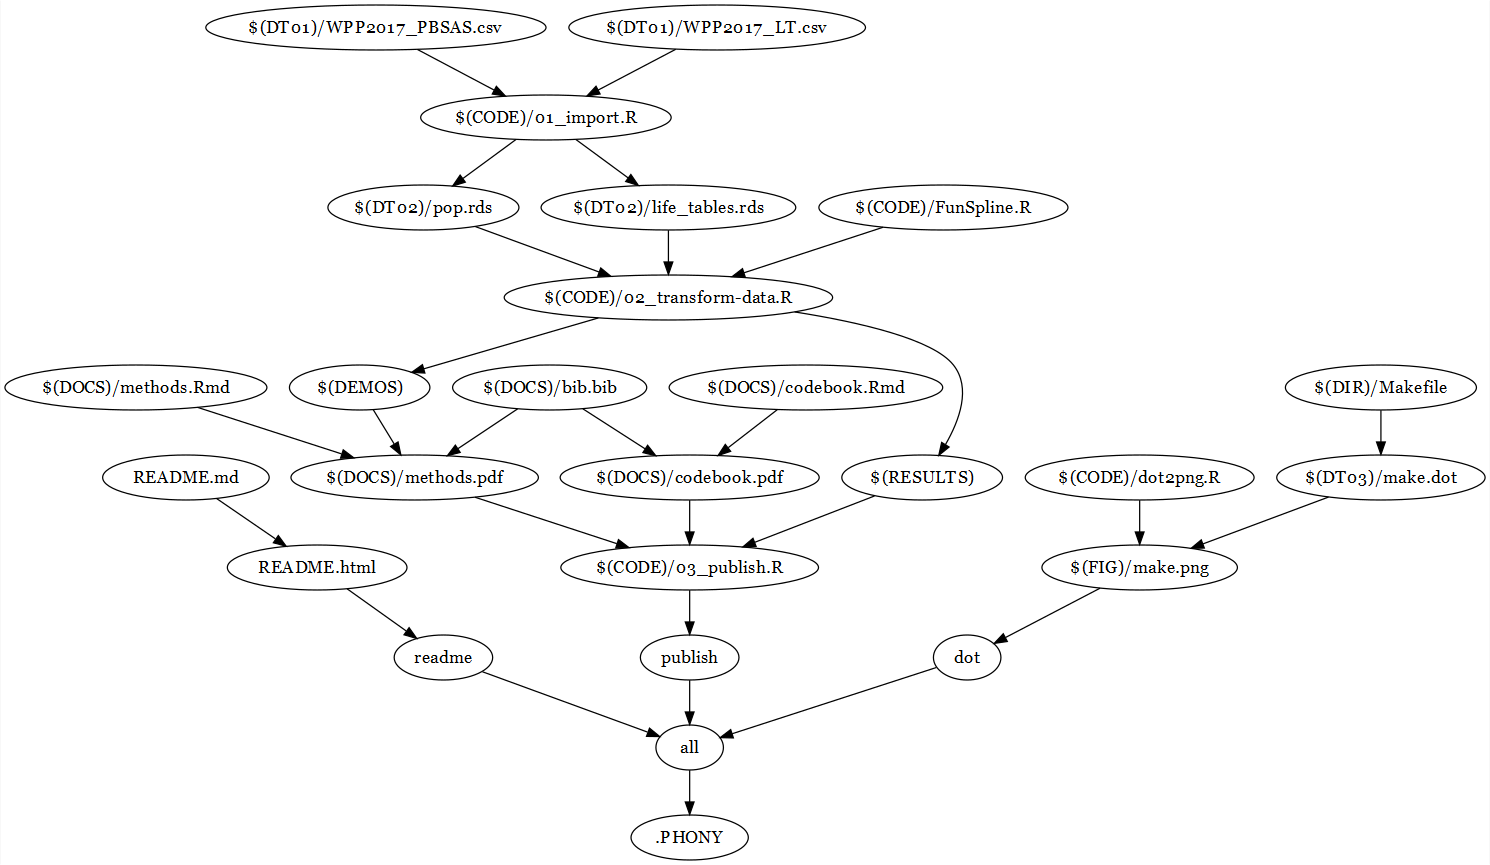 $(DT01)/WPP2017_PBSAS.csv
$(DT01)/WPP2017_LT.csv
$(CODE)/01_import.R
$(DT02)/pop.rds
$(DT02)/life_tables.rds
$(CODE)/FunSpline.R
$(CODE)/02_transform-data.R
$(DOCS)/methods.Rmd
$(DEMOS)
$(DOCS)/bib.bib
$(DOCS)/codebook.Rmd
$(DIR)/Makefile
README.md
$(DOCS)/methods.pdf
$(DOCS)/codebook.pdf
$(RESULTS)
$(CODE)/dot2png.R
$(DT03)/make.dot
README.html
$(CODE)/03_publish.R
$(FIG)/make.png
readme
publish
dot
all
.PHONY